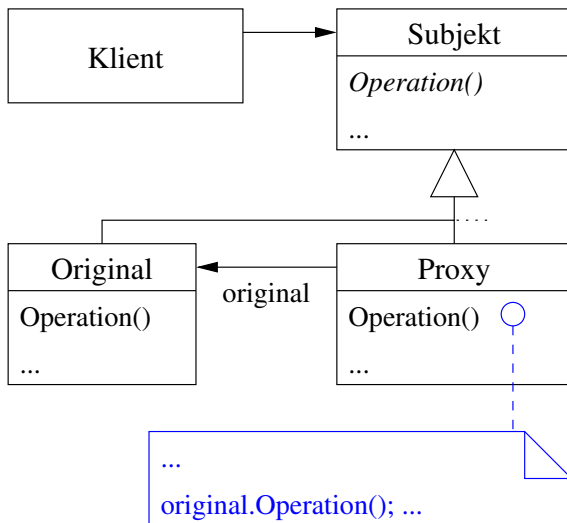 Klient
Subjekt
Operation()
...
Original
Operation()
...
original
Proxy
Operation()
...
...
original.Operation(); ...